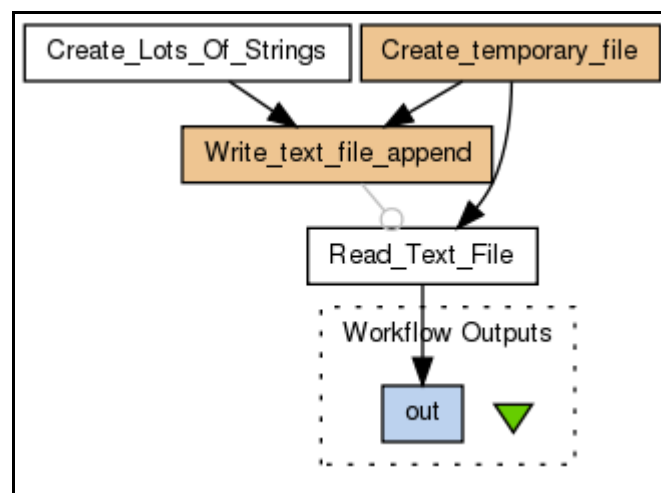 Create_Lots_Of_Strings
Create_temporary_file
Write_text_file_append
Read_Text_File
Workflow Outputs
out